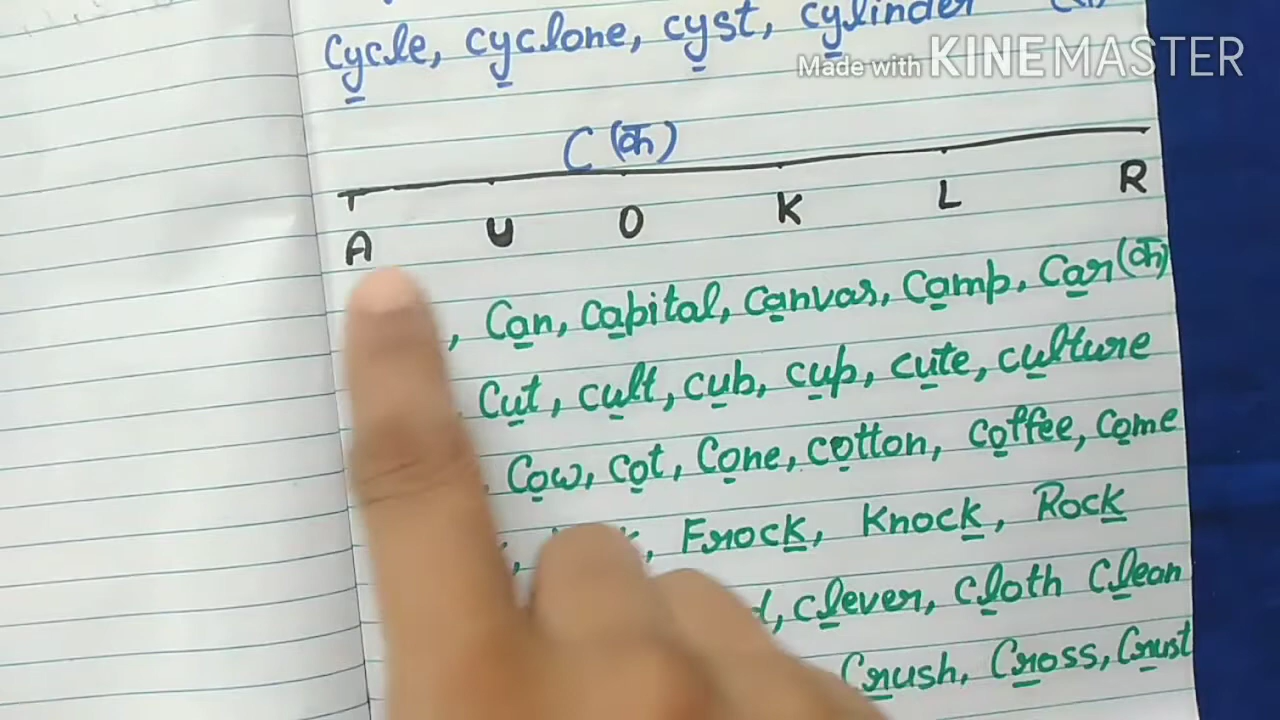 Cycle, cyclone, cyst, cylinder
Made with KINEMASTER
C (क)
A U O K L R
, Can, Capital, Canvas, Camp, Car (क)
Cut, cult, cub, cup, cute, culture
Cow, cot, Cone, cotton, coffee, come
, Frock, Knock, Rock
, clever, cloth clean
Crush, Cross, Crust